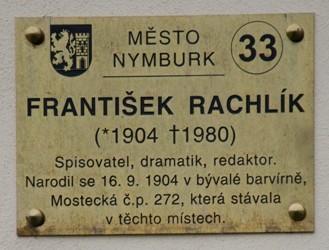 MĚSTO
NYMBURK
33
FRANTIŠEK RACHLÍK
(*1904 †1980)
Spisovatel, dramatik, redaktor.
Narodil se 16. 9. 1904 v bývalé barvírně,
Mostecká č.p. 272, která stávala
v těchto místech.